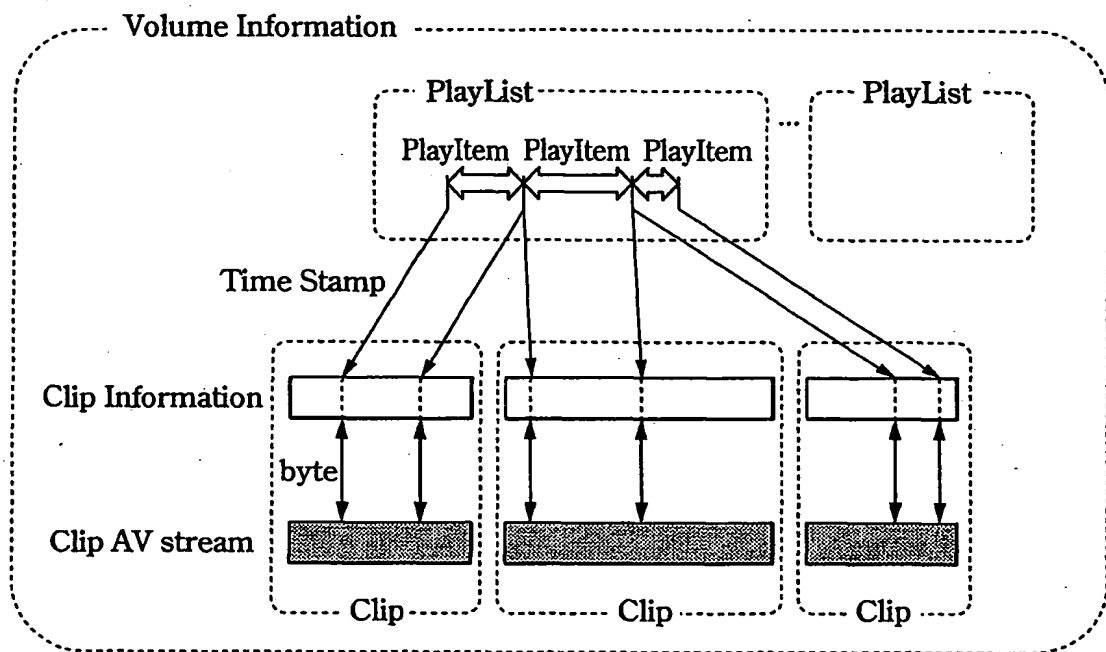 Volume Information
PlayList
PlayList
...
PlayItem PlayItem PlayItem
Time Stamp
Clip Information
byte
Clip AV stream
Clip
Clip
Clip